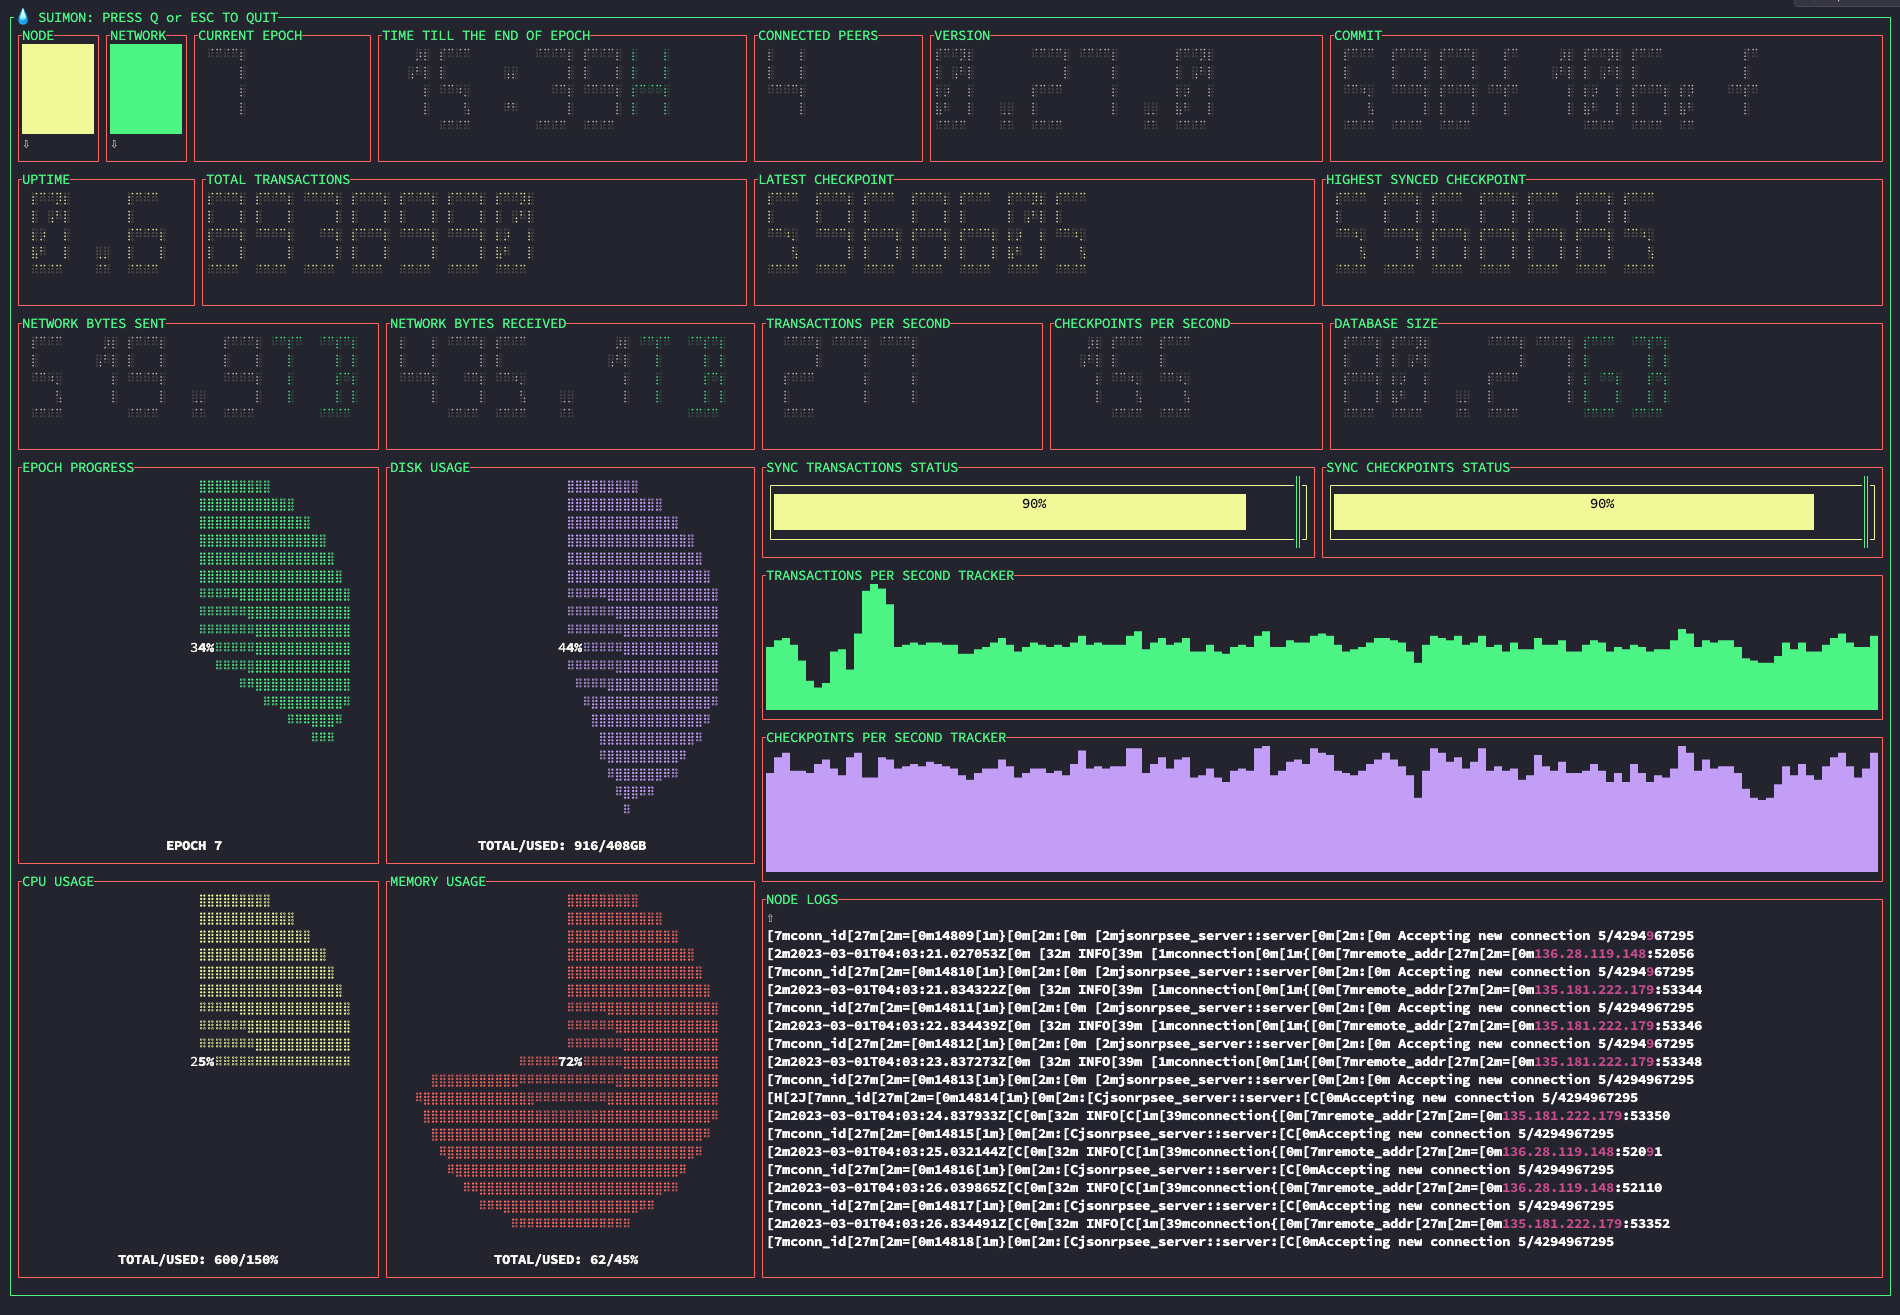 💧 SUIMON: PRESS Q or ESC TO QUIT
NODE
NETWORK
CURRENT EPOCH
TIME TILL THE END OF EPOCH
CONNECTED PEERS
VERSION
COMMIT
7
15:39H
4
0.27.0
⇩
⇩
UPTIME
TOTAL TRANSACTIONS
LATEST CHECKPOINT
HIGHEST SYNCED CHECKPOINT
0.6
NETWORK BYTES SENT
NETWORK BYTES RECEIVED
TRANSACTIONS PER SECOND
CHECKPOINTS PER SECOND
DATABASE SIZE
277
80.27GB
EPOCH PROGRESS
34%
EPOCH 7
DISK USAGE
44%
TOTAL/USED: 916/408GB
SYNC TRANSACTIONS STATUS
90%
SYNC CHECKPOINTS STATUS
90%
TRANSACTIONS PER SECOND TRACKER
CHECKPOINTS PER SECOND TRACKER
CPU USAGE
25%
TOTAL/USED: 600/150%
MEMORY USAGE
72%
TOTAL/USED: 62/45%
NODE LOGS
⇧
[7mconn_id[27m[2m=[0m14809[1m}[0m[2m:[0m [2mjsonrpsee_server::server[0m[2m:[0m Accepting new connection 5/4294967295
[2m2023-03-01T04:03:21.027053Z[0m [32m INFO[39m [1mconnection[0m[1m{[0m[7mremote_addr[27m[2m=[0m136.28.119.148:52056
[7mconn_id[27m[2m=[0m14810[1m}[0m[2m:[0m [2mjsonrpsee_server::server[0m[2m:[0m Accepting new connection 5/4294967295
[2m2023-03-01T04:03:21.834322Z[0m [32m INFO[39m [1mconnection[0m[1m{[0m[7mremote_addr[27m[2m=[0m135.181.222.179:53344
[7mconn_id[27m[2m=[0m14811[1m}[0m[2m:[0m [2mjsonrpsee_server::server[0m[2m:[0m Accepting new connection 5/4294967295
[2m2023-03-01T04:03:22.834439Z[0m [32m INFO[39m [1mconnection[0m[1m{[0m[7mremote_addr[27m[2m=[0m135.181.222.179:53346
[7mconn_id[27m[2m=[0m14812[1m}[0m[2m:[0m [2mjsonrpsee_server::server[0m[2m:[0m Accepting new connection 5/4294967295
[2m2023-03-01T04:03:23.837273Z[0m [32m INFO[39m [1mconnection[0m[1m{[0m[7mremote_addr[27m[2m=[0m135.181.222.179:53348
[7mconn_id[27m[2m=[0m14813[1m}[0m[2m:[0m [2mjsonrpsee_server::server[0m[2m:[0m Accepting new connection 5/4294967295
[H[2J[7mnn_id[27m[2m=[0m14814[1m}[0m[2m:[Cjsonrpsee_server::server:[C[0mAccepting new connection 5/4294967295
[2m2023-03-01T04:03:24.837933Z[C[0m[32m INFO[C[1m[39mconnection{[0m[7mremote_addr[27m[2m=[0m135.181.222.179:53350
[7mconn_id[27m[2m=[0m14815[1m}[0m[2m:[Cjsonrpsee_server::server:[C[0mAccepting new connection 5/4294967295
[2m2023-03-01T04:03:25.032144Z[C[0m[32m INFO[C[1m[39mconnection{[0m[7mremote_addr[27m[2m=[0m136.28.119.148:52091
[7mconn_id[27m[2m=[0m14816[1m}[0m[2m:[Cjsonrpsee_server::server:[C[0mAccepting new connection 5/4294967295
[2m2023-03-01T04:03:26.039865Z[C[0m[32m INFO[C[1m[39mconnection{[0m[7mremote_addr[27m[2m=[0m136.28.119.148:52110
[7mconn_id[27m[2m=[0m14817[1m}[0m[2m:[Cjsonrpsee_server::server:[C[0mAccepting new connection 5/4294967295
[2m2023-03-01T04:03:26.834491Z[C[0m[32m INFO[C[1m[39mconnection{[0m[7mremote_addr[27m[2m=[0m135.181.222.179:53352
[7mconn_id[27m[2m=[0m14818[1m}[0m[2m:[Cjsonrpsee_server::server:[C[0mAccepting new connection 5/4294967295